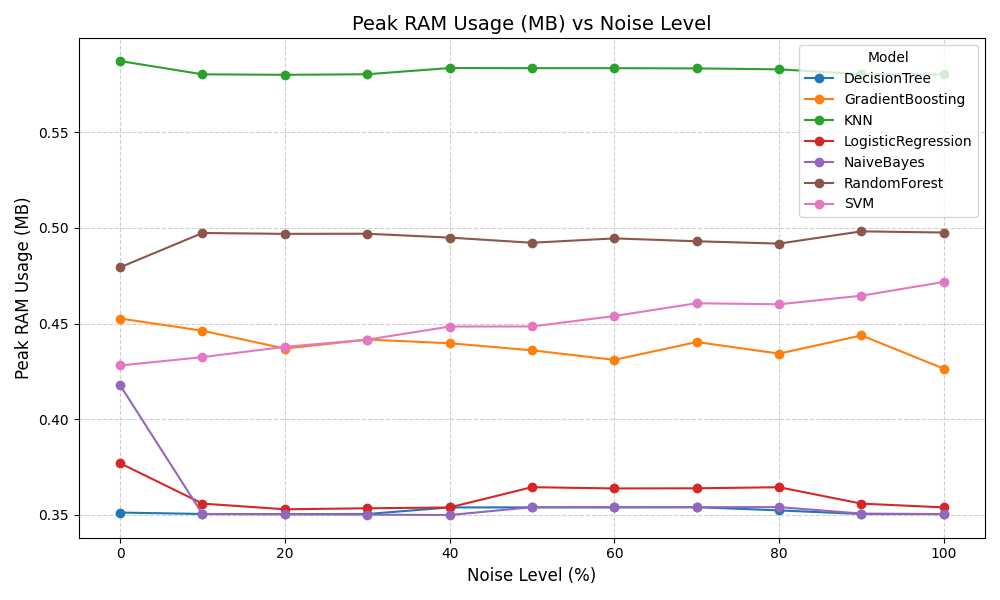 Peak RAM Usage (MB) vs Noise Level
Model
DecisionTree
GradientBoosting
KNN
LogisticRegression
NaiveBayes
RandomForest
SVM
Peak RAM Usage (MB)
0.55
0.50
0.45
0.40
0.35
0
20
40
60
80
100
Noise Level (%)